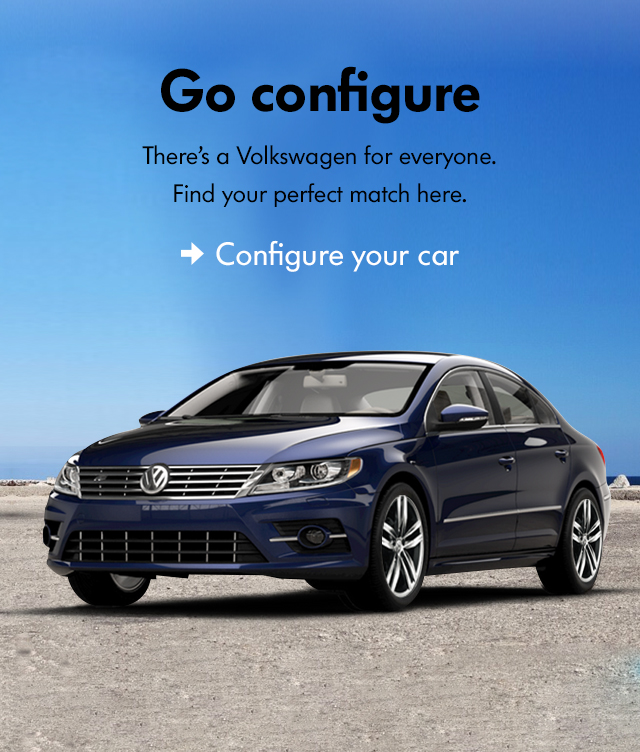 Go configure
There's a Volkswagen for everyone.
Find your perfect match here.
Configure your car